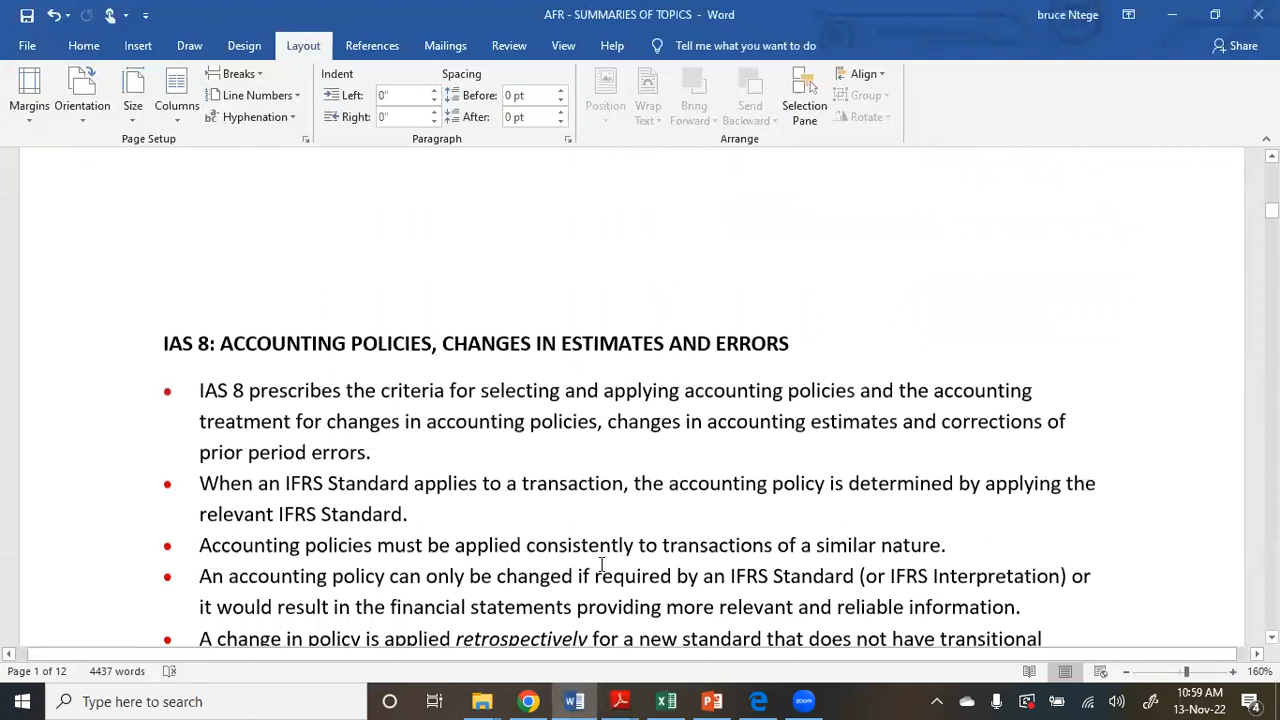 AFR - SUMMARIES OF TOPICS - Word
bruce Ntege
File Home Insert Draw Design Layout References Mailings Review View Tell me what you want to do Share
Margins
Orientation
Size
Columns
Breaks
Line Numbers
Hyphenation
Page Setup
Indent
Left: 0"
Right: 0"
Spacing
Before: 0 pt
After: 0 pt
Paragraph
Position
Wrap
Text
Bring
Forward
Send
Backward
Selection
Pane
Align
Group
Rotate
Arrange
IAS 8: ACCOUNTING POLICIES, CHANGES IN ESTIMATES AND ERRORS
• IAS 8 prescribes the criteria for selecting and applying accounting policies and the accounting
treatment for changes in accounting policies, changes in accounting estimates and corrections of
prior period errors.
• When an IFRS Standard applies to a transaction, the accounting policy is determined by applying the
relevant IFRS Standard.
• Accounting policies must be applied consistently to transactions of a similar nature.
• An accounting policy can only be changed if required by an IFRS Standard (or IFRS Interpretation) or
it would result in the financial statements providing more relevant and reliable information.
• A change in policy is applied retrospectively for a new standard that does not have transitional
Page 1 of 12 4437 words 160%
Type here to search
zoom
10:59 AM
13-Nov-22
4